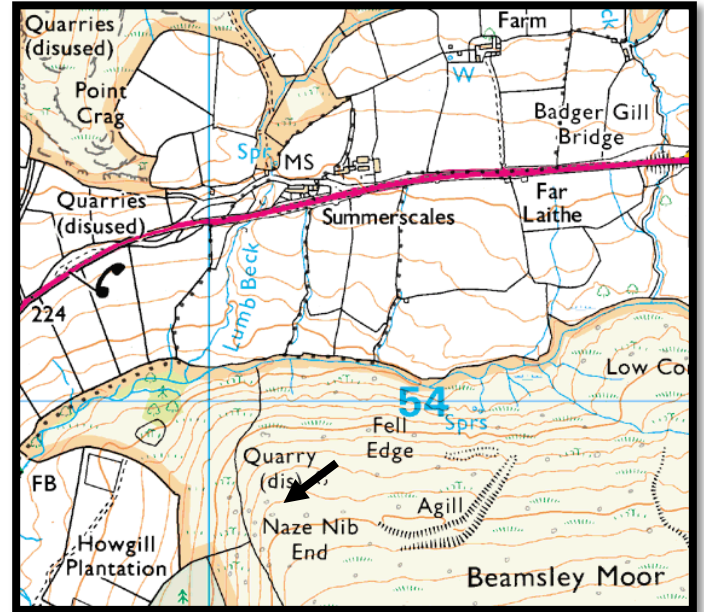 Quarries
(disused)
Farm
Point
Crag
W
Badger Gill
Bridge
Spr
MS
Quarries
(disused)
Summerscales
Far
Laithe
Lumb Beck
224
Low Co
54
Sprs
Fell
Edge
Quarry
(dis)
FB
Agill
Naze Nib
End
Howgill
Plantation
Beamsley Moor